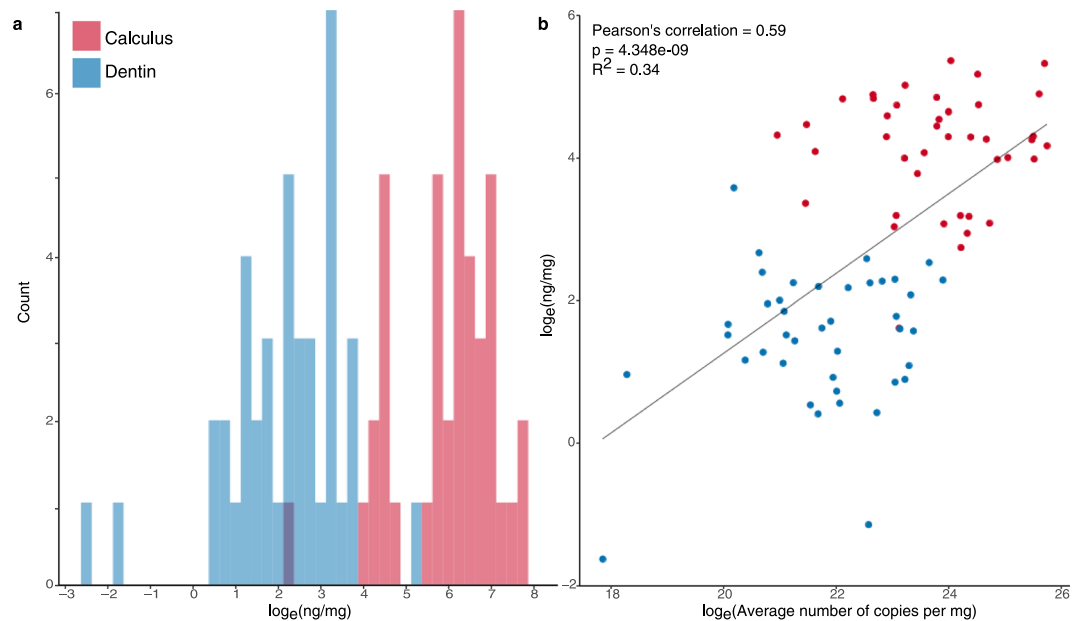 a
Calculus
Dentin
Count
6
4
2
0
−3 −2 −1 0 1 2 3 4 5 6 7 8
loge(ng/mg)
b
Pearson's correlation = 0.59
p = 4.348e-09
R2 = 0.34
loge(ng/mg)
6
4
2
0
−2
18 20 22 24 26
loge(Average number of copies per mg)